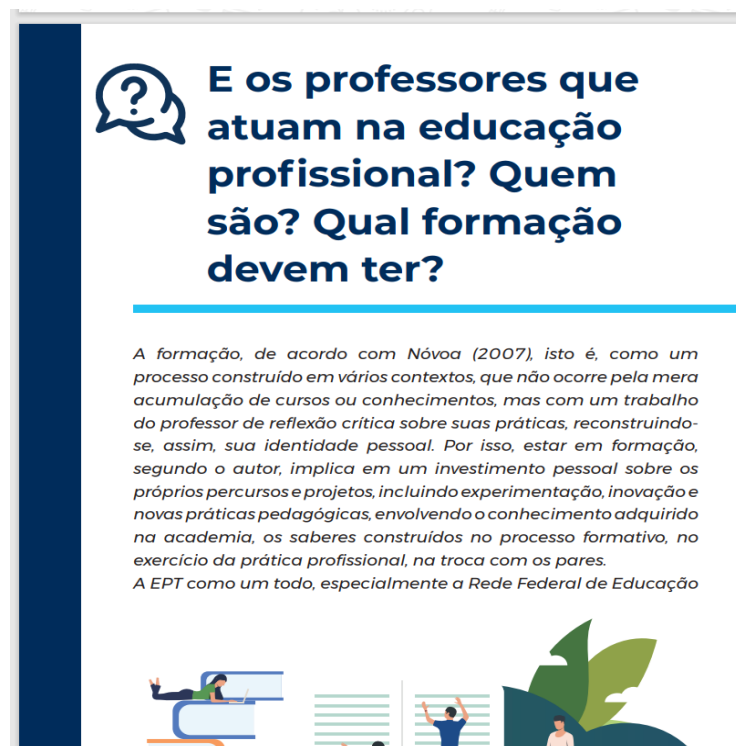 E os professores que
atuam na educação
profissional? Quem
são? Qual formação
devem ter?
A formação, de acordo com Nóvoa (2007), isto é, como um
processo construído em vários contextos, que não ocorre pela mera
acumulação de cursos ou conhecimentos, mas com um trabalho
do professor de reflexão crítica sobre suas práticas, reconstruindo-
se, assim, sua identidade pessoal. Por isso, estar em formação,
segundo o autor, implica em um investimento pessoal sobre os
próprios percursos e projetos, incluindo experimentação, inovação e
novas práticas pedagógicas, envolvendo o conhecimento adquirido
na academia, os saberes construídos no processo formativo, no
exercício da prática profissional, na troca com os pares.
A EPT como um todo, especialmente a Rede Federal de Educação